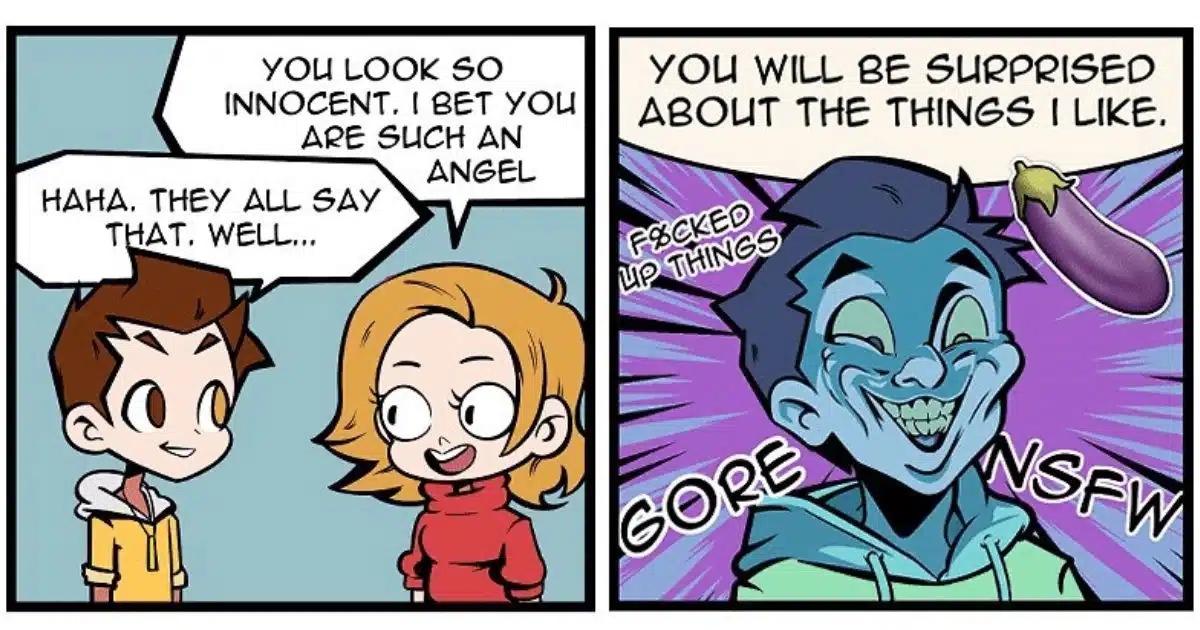 YOU LOOK SO
INNOCENT. I BET YOU
ARE SUCH AN
ANGEL
HAHA. THEY ALL SAY
THAT. WELL...
YOU WILL BE SURPRISED
ABOUT THE THINGS I LIKE.
F%CKED
UP THINGS
GORE
NSFW